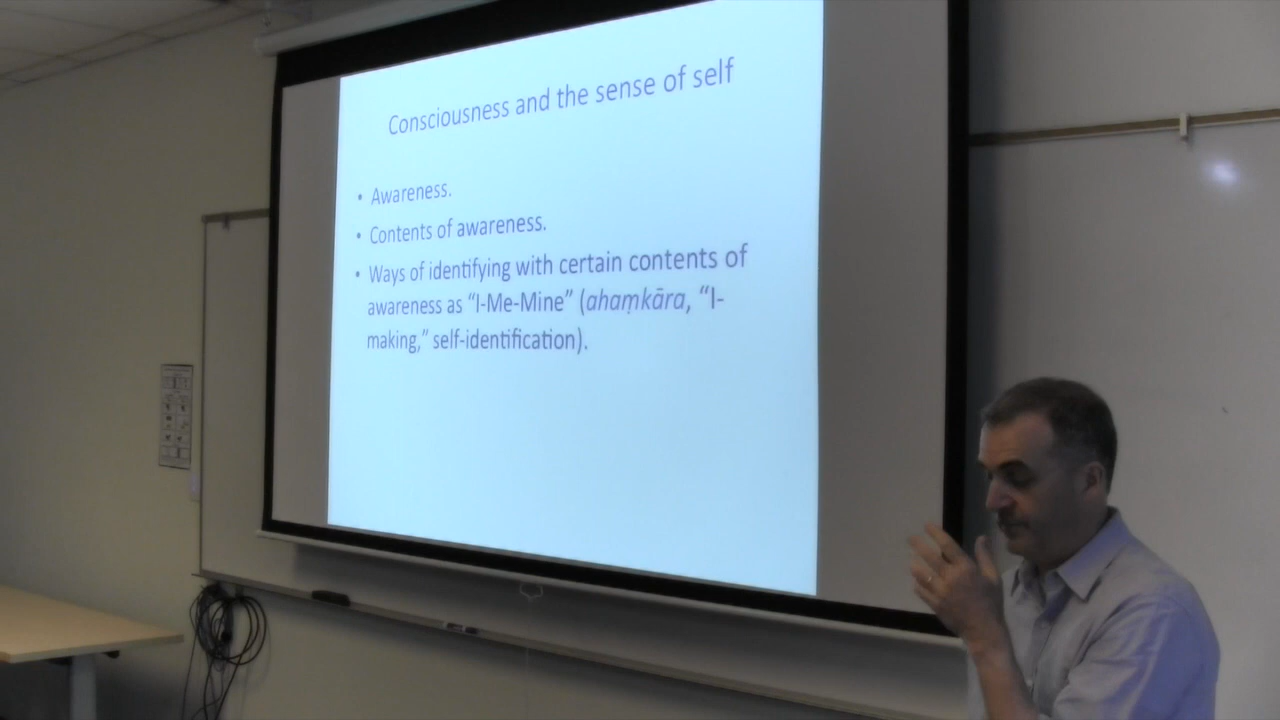 Consciousness and the sense of self
• Awareness.
• Contents of awareness.
• Ways of identifying with certain contents of
awareness as “I-Me-Mine” (ahaṃkāra, “I-
making,” self-identification).